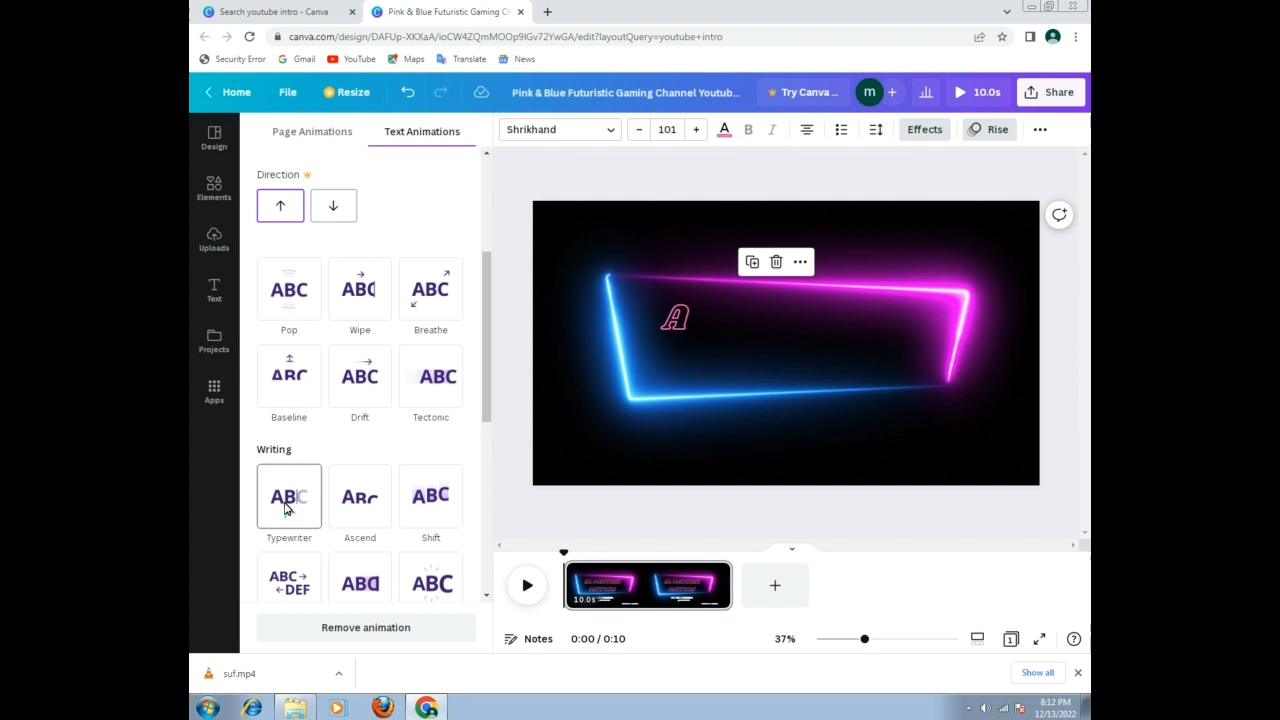 Search youtube intro - Canva
Pink & Blue Futuristic Gaming Ch
canva.com/design/DAFUp-XKXaA/ioCW4ZQmMOOp9IGv72YwGA/edit?layoutQuery=youtube+intro
Security Error
Gmail
YouTube
Maps
Translate
News
Home
File
Resize
Pink & Blue Futuristic Gaming Channel Youtub...
Try Canva ...
m
10.0s
Share
Design
Elements
Uploads
Text
Projects
Apps
Page Animations
Text Animations
Shrikhand
101
A
B
I
Effects
Rise
Direction
ABC
Pop
ABC
Wipe
ABC
Breathe
ABC
Baseline
ABC
Drift
ABC
Tectonic
Writing
ABC
Typewriter
ABC
Ascend
ABC
Shift
ABC
DEF
ABC
ABC
Remove animation
A
10.0s
Notes
0:00 / 0:10
37%
1
suf.mp4
Show all
8:12 PM
12/13/2022